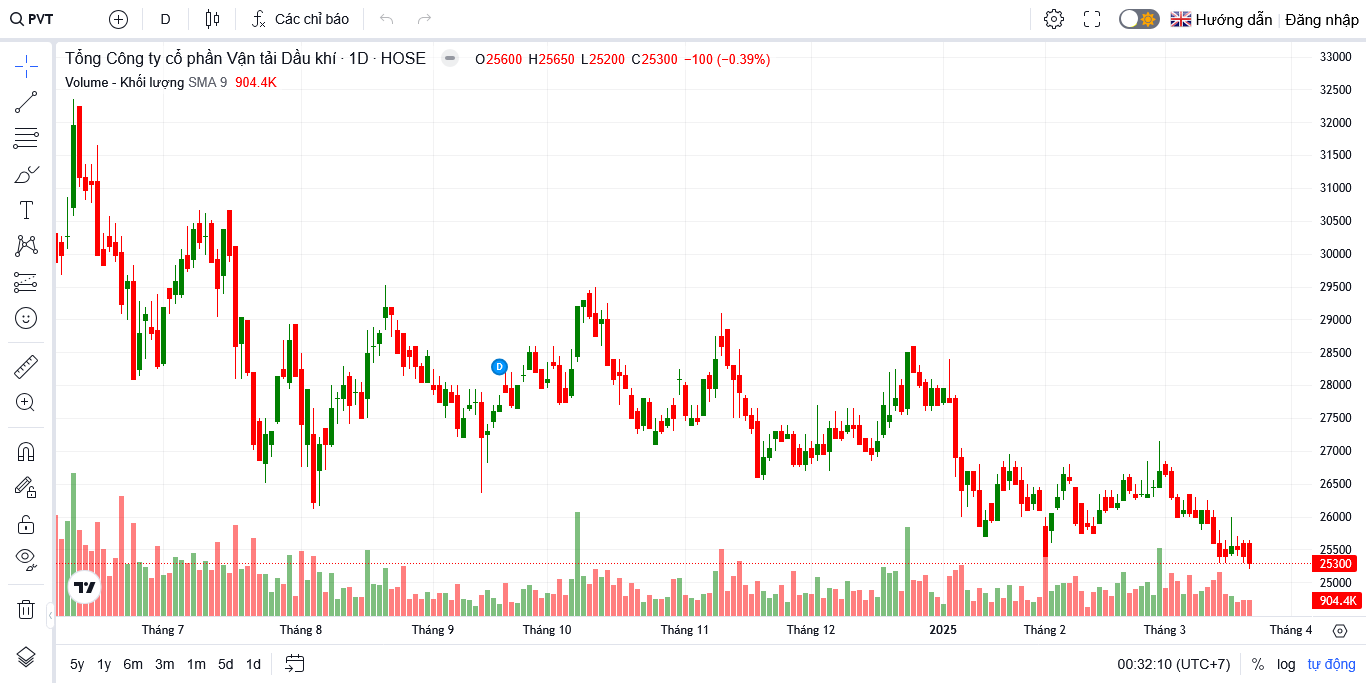 PVT D Các chỉ báo Hướng dẫn Đăng nhập
Tổng Công ty cổ phần Vận tải Dầu khí · 1D · HOSE O25600 H25650 L25200 C25300 −100 (−0.39%)
Volume - Khối lượng SMA 9 904.4K
33000
32500
32000
31500
31000
30500
30000
29500
29000
28500
D
28000
27500
27000
26500
26000
25500
25300
25000
904.4K
Tháng 7 Tháng 8 Tháng 9 Tháng 10 Tháng 11 Tháng 12 2025 Tháng 2 Tháng 3 Tháng 4
5y 1y 6m 3m 1m 5d 1d 00:32:10 (UTC+7) % log tự động